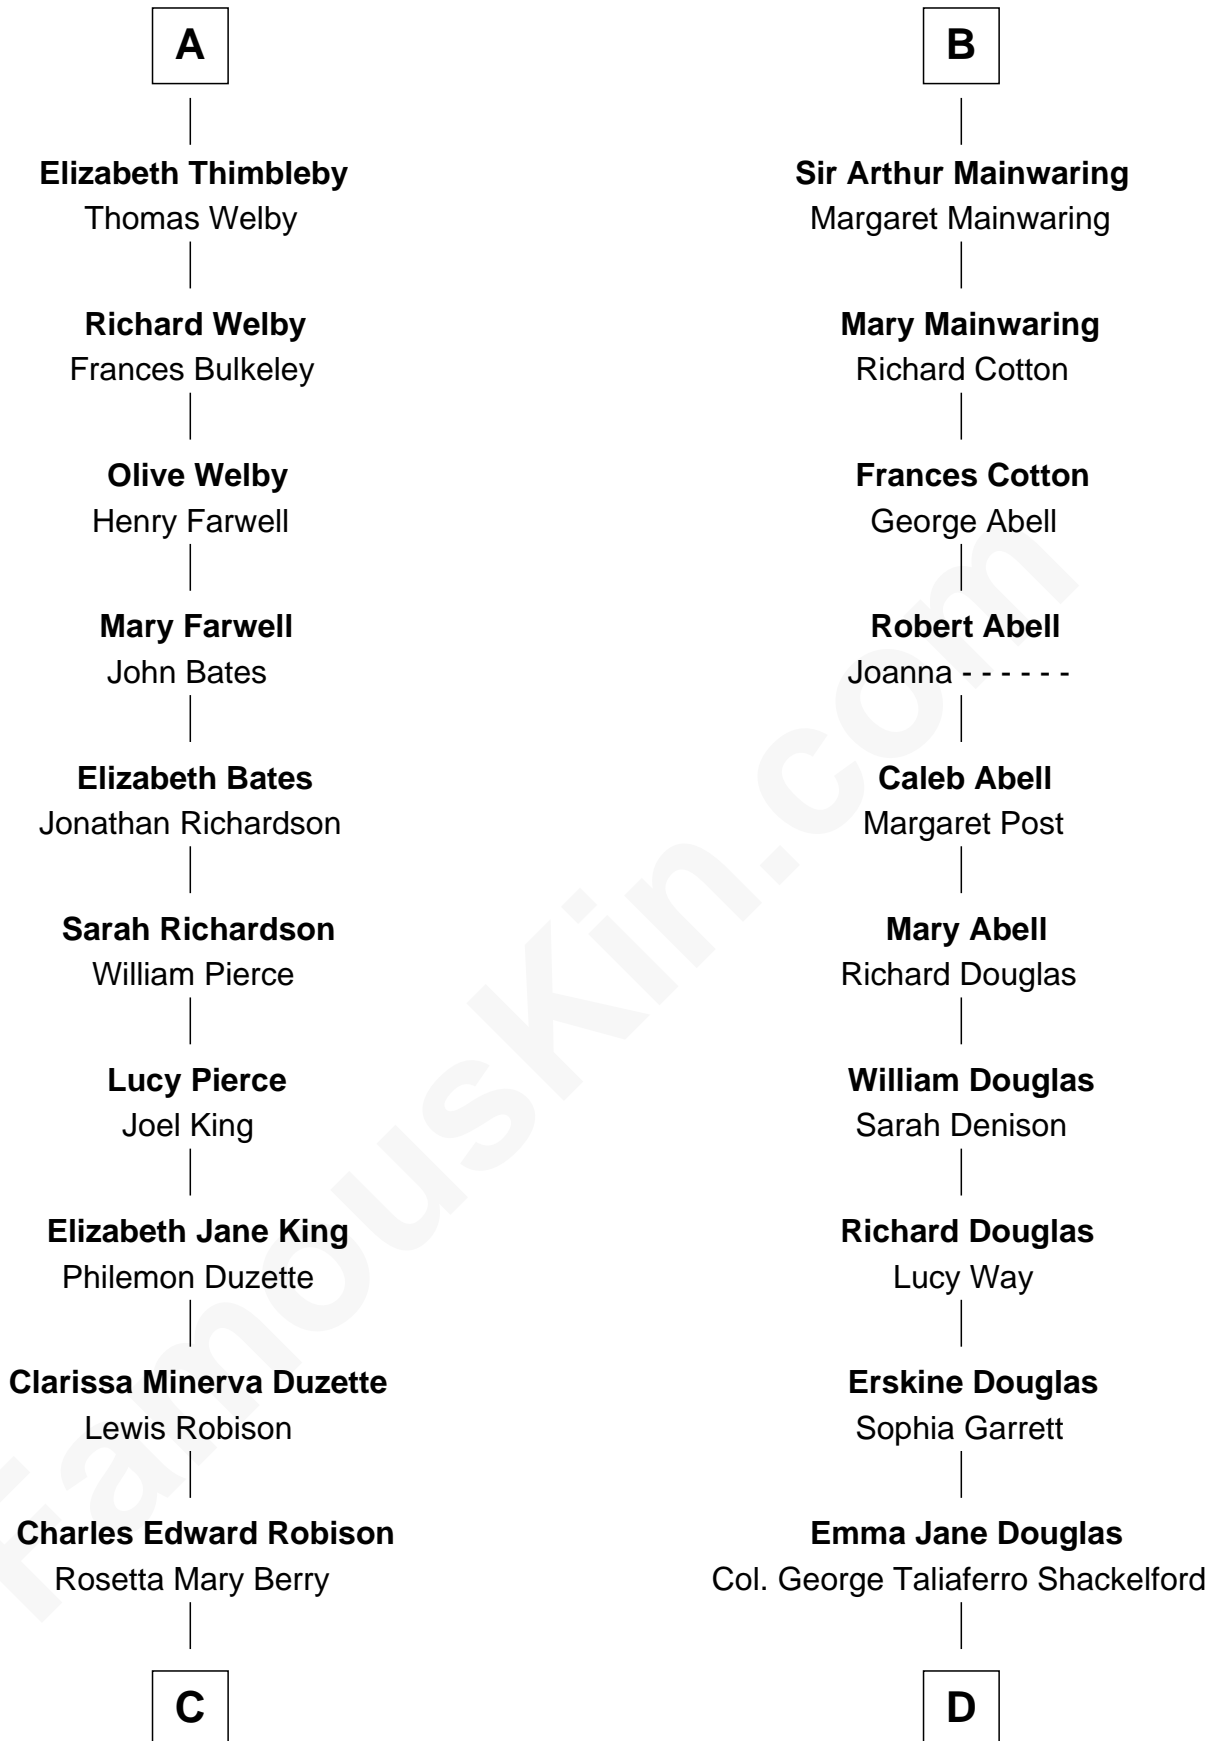 A
Elizabeth Thimbleby
Thomas Welby
Richard Welby
Frances Bulkeley
Olive Welby
Henry Farwell
Mary Farwell
John Bates
Elizabeth Bates
Jonathan Richardson
Sarah Richardson
William Pierce
Lucy Pierce
Joel King
Elizabeth Jane King
Philemon Duzette
Clarissa Minerva Duzette
Lewis Robison
Charles Edward Robison
Rosetta Mary Berry
C
B
Sir Arthur Mainwaring
Margaret Mainwaring
Mary Mainwaring
Richard Cotton
Frances Cotton
George Abell
Robert Abell
Joanna - - - - - -
Caleb Abell
Margaret Post
Mary Abell
Richard Douglas
William Douglas
Sarah Denison
Richard Douglas
Lucy Way
Erskine Douglas
Sophia Garrett
Emma Jane Douglas
Col. George Taliaferro Shackelford
D
FamousKin.com